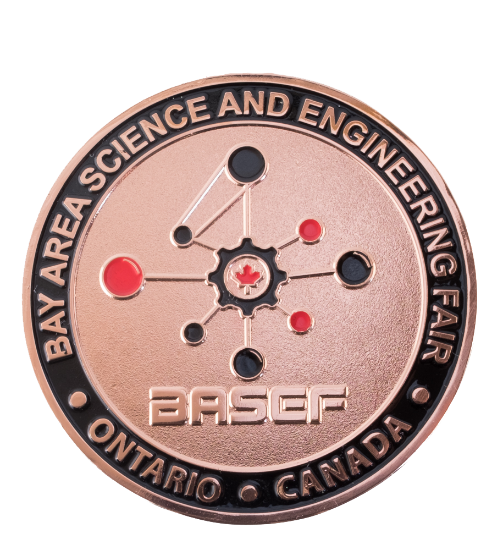 BAY AREA SCIENCE AND ENGINEERING FAIR
BASEF
• ONTARIO • CANADA •